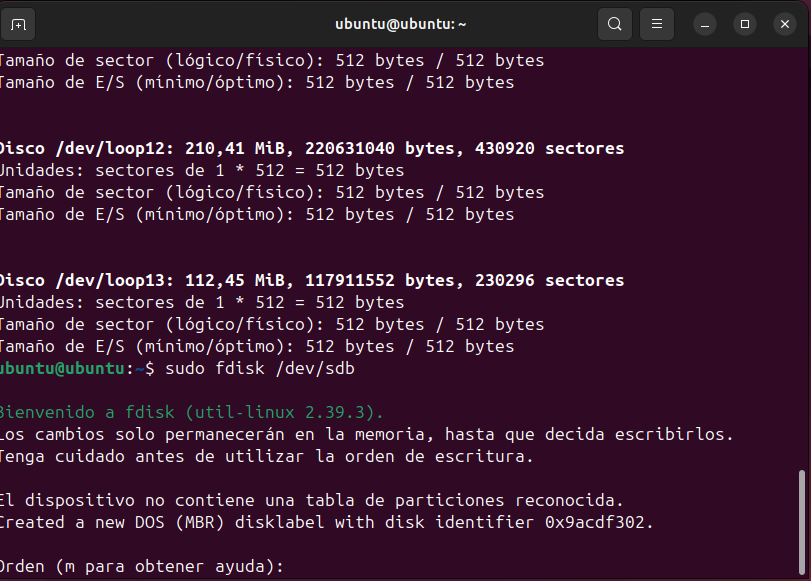 ubuntu@ubuntu: ~
Tamaño de sector (lógico/físico): 512 bytes / 512 bytes
Tamaño de E/S (mínimo/óptimo): 512 bytes / 512 bytes
Disco /dev/loop12: 210,41 MiB, 220631040 bytes, 430920 sectores
Unidades: sectores de 1 * 512 = 512 bytes
Tamaño de sector (lógico/físico): 512 bytes / 512 bytes
Tamaño de E/S (mínimo/óptimo): 512 bytes / 512 bytes
Disco /dev/loop13: 112,45 MiB, 117911552 bytes, 230296 sectores
Unidades: sectores de 1 * 512 = 512 bytes
Tamaño de sector (lógico/físico): 512 bytes / 512 bytes
Tamaño de E/S (mínimo/óptimo): 512 bytes / 512 bytes
ubuntu@ubuntu:~$ sudo fdisk /dev/sdb
Bienvenido a fdisk (util-linux 2.39.3).
Los cambios solo permanecerán en la memoria, hasta que decida escribirlos.
Tenga cuidado antes de utilizar la orden de escritura.
El dispositivo no contiene una tabla de particiones reconocida.
Created a new DOS (MBR) disklabel with disk identifier 0x9acdf302.
Orden (m para obtener ayuda):